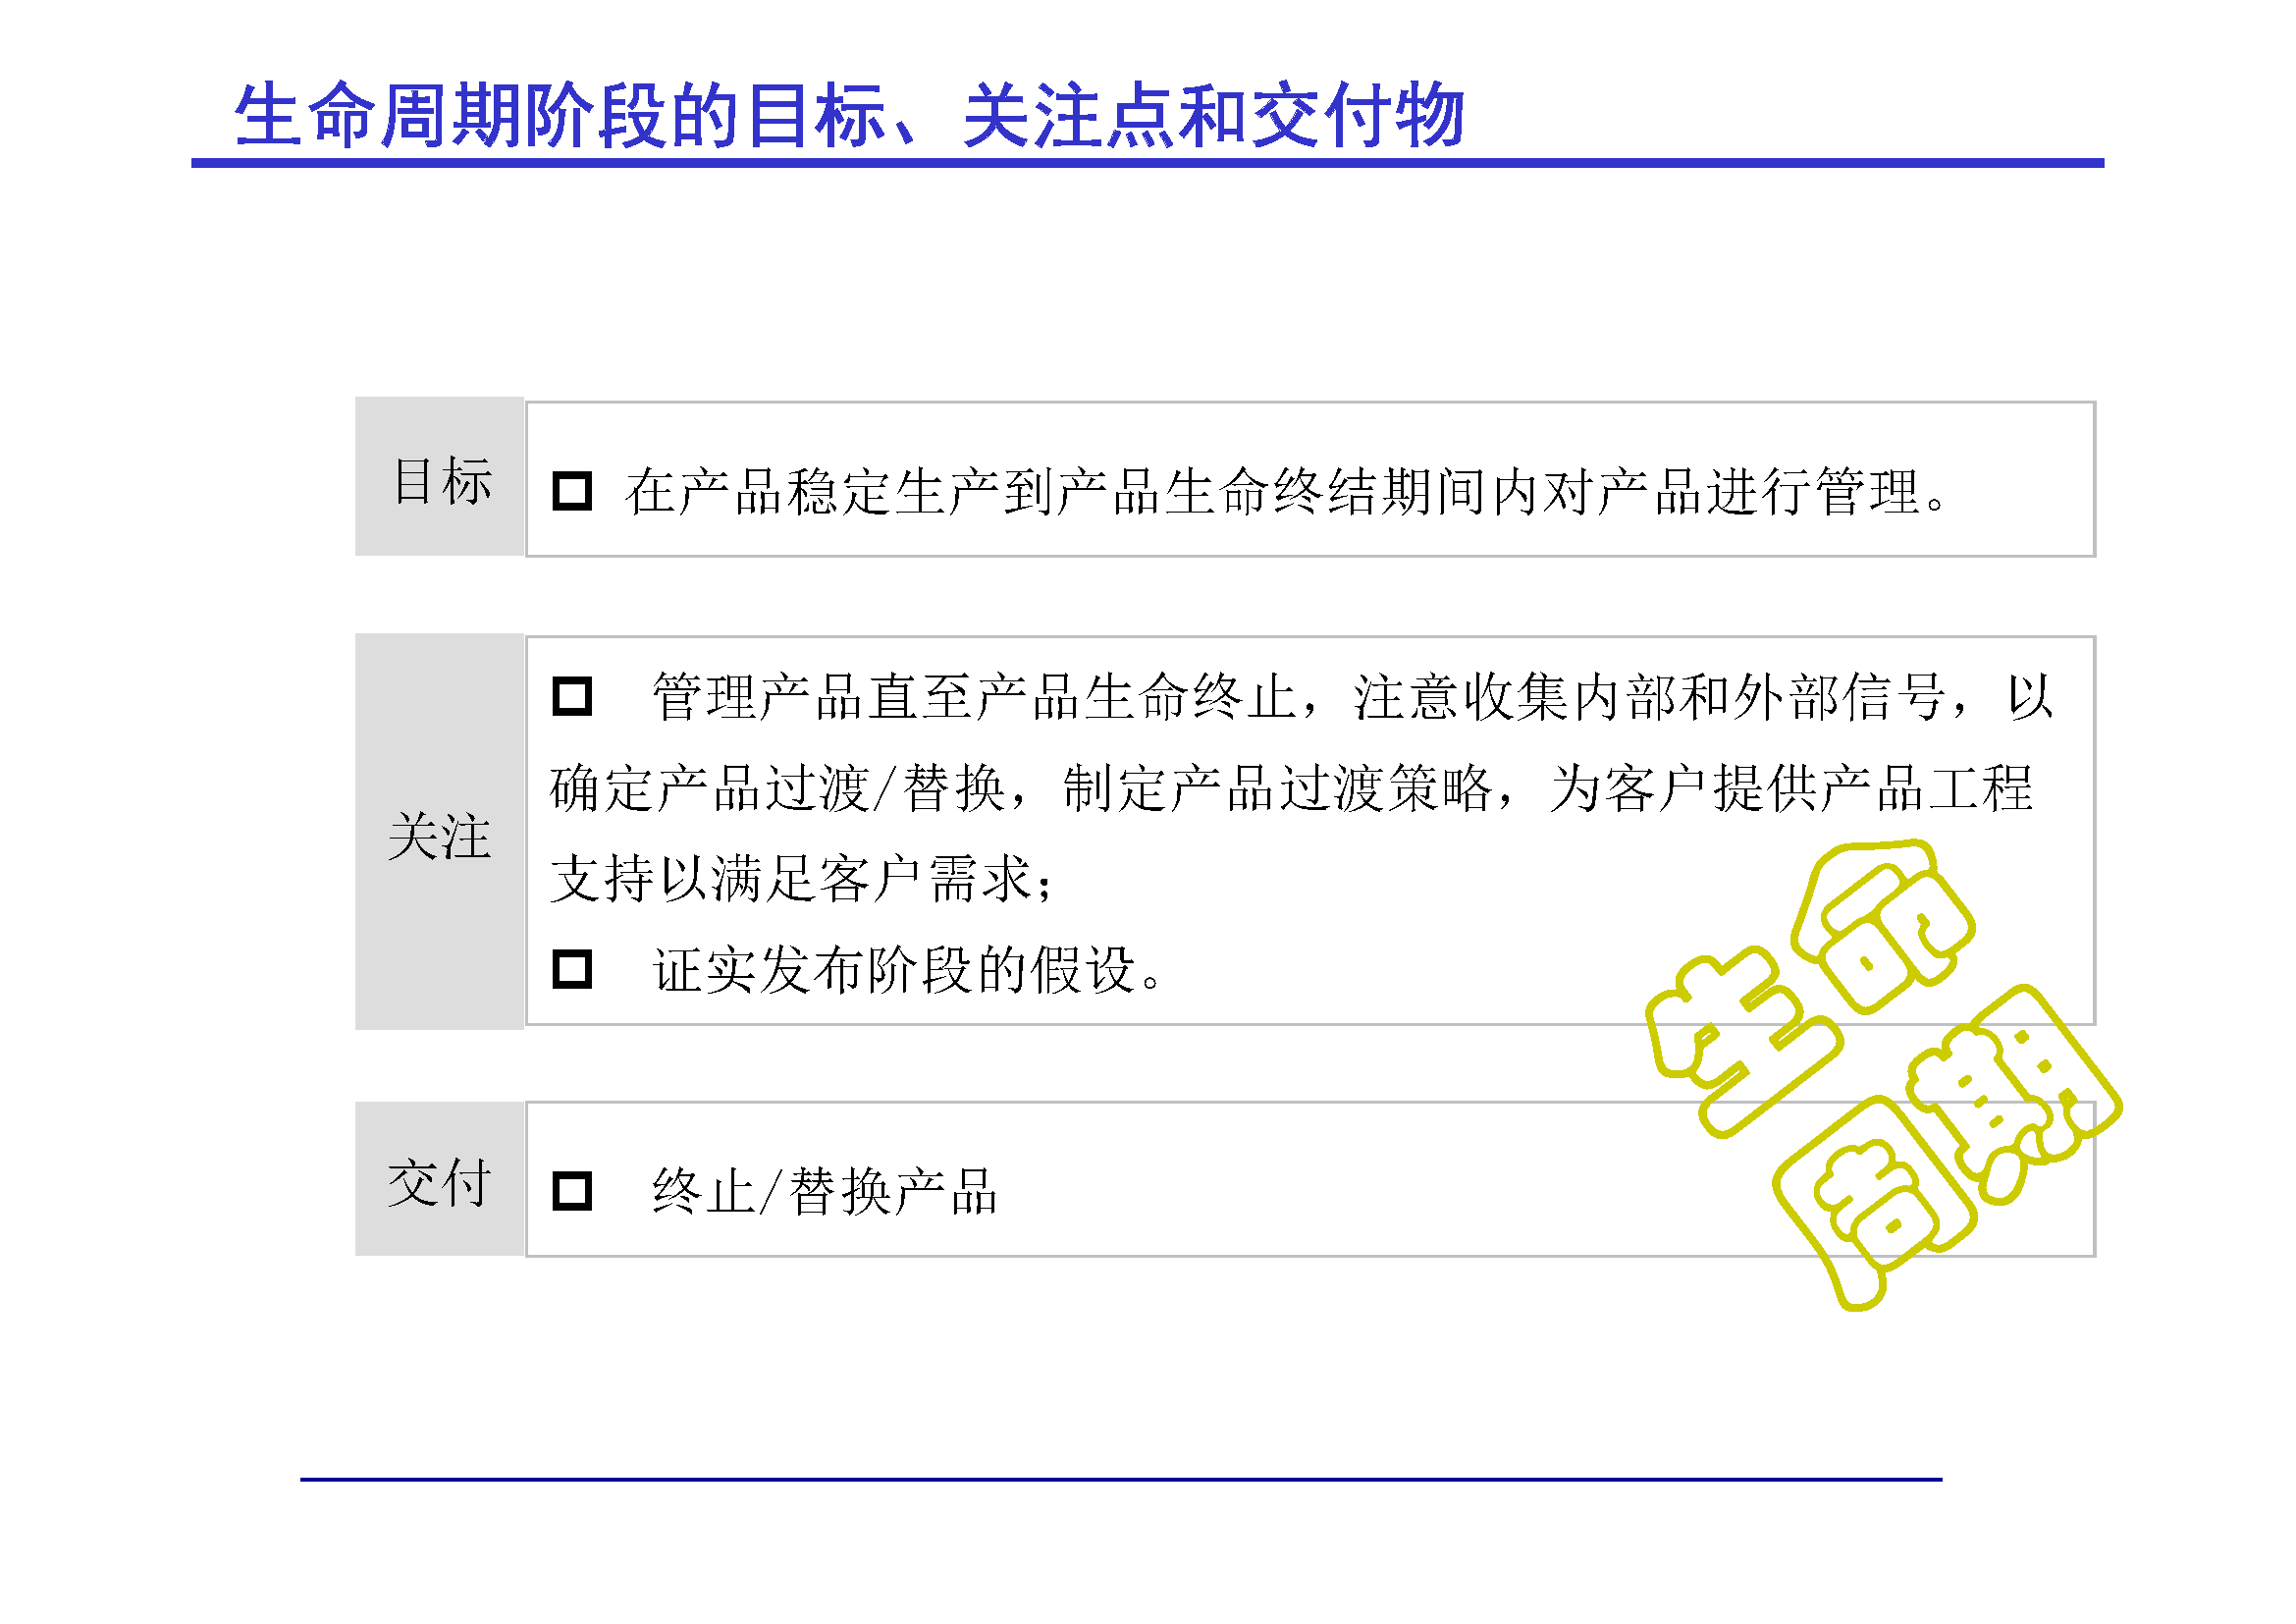 生命周期阶段的目标、关注点和交付物
目标
□ 在产品稳定生产到产品生命终结期间内对产品进行管理。
关注
□ 管理产品直至产品生命终止，注意收集内部和外部信号，以
确定产品过渡/替换，制定产品过渡策略，为客户提供产品工程
支持以满足客户需求；
□ 证实发布阶段的假设。
交付
□ 终止/替换产品
生命
周期